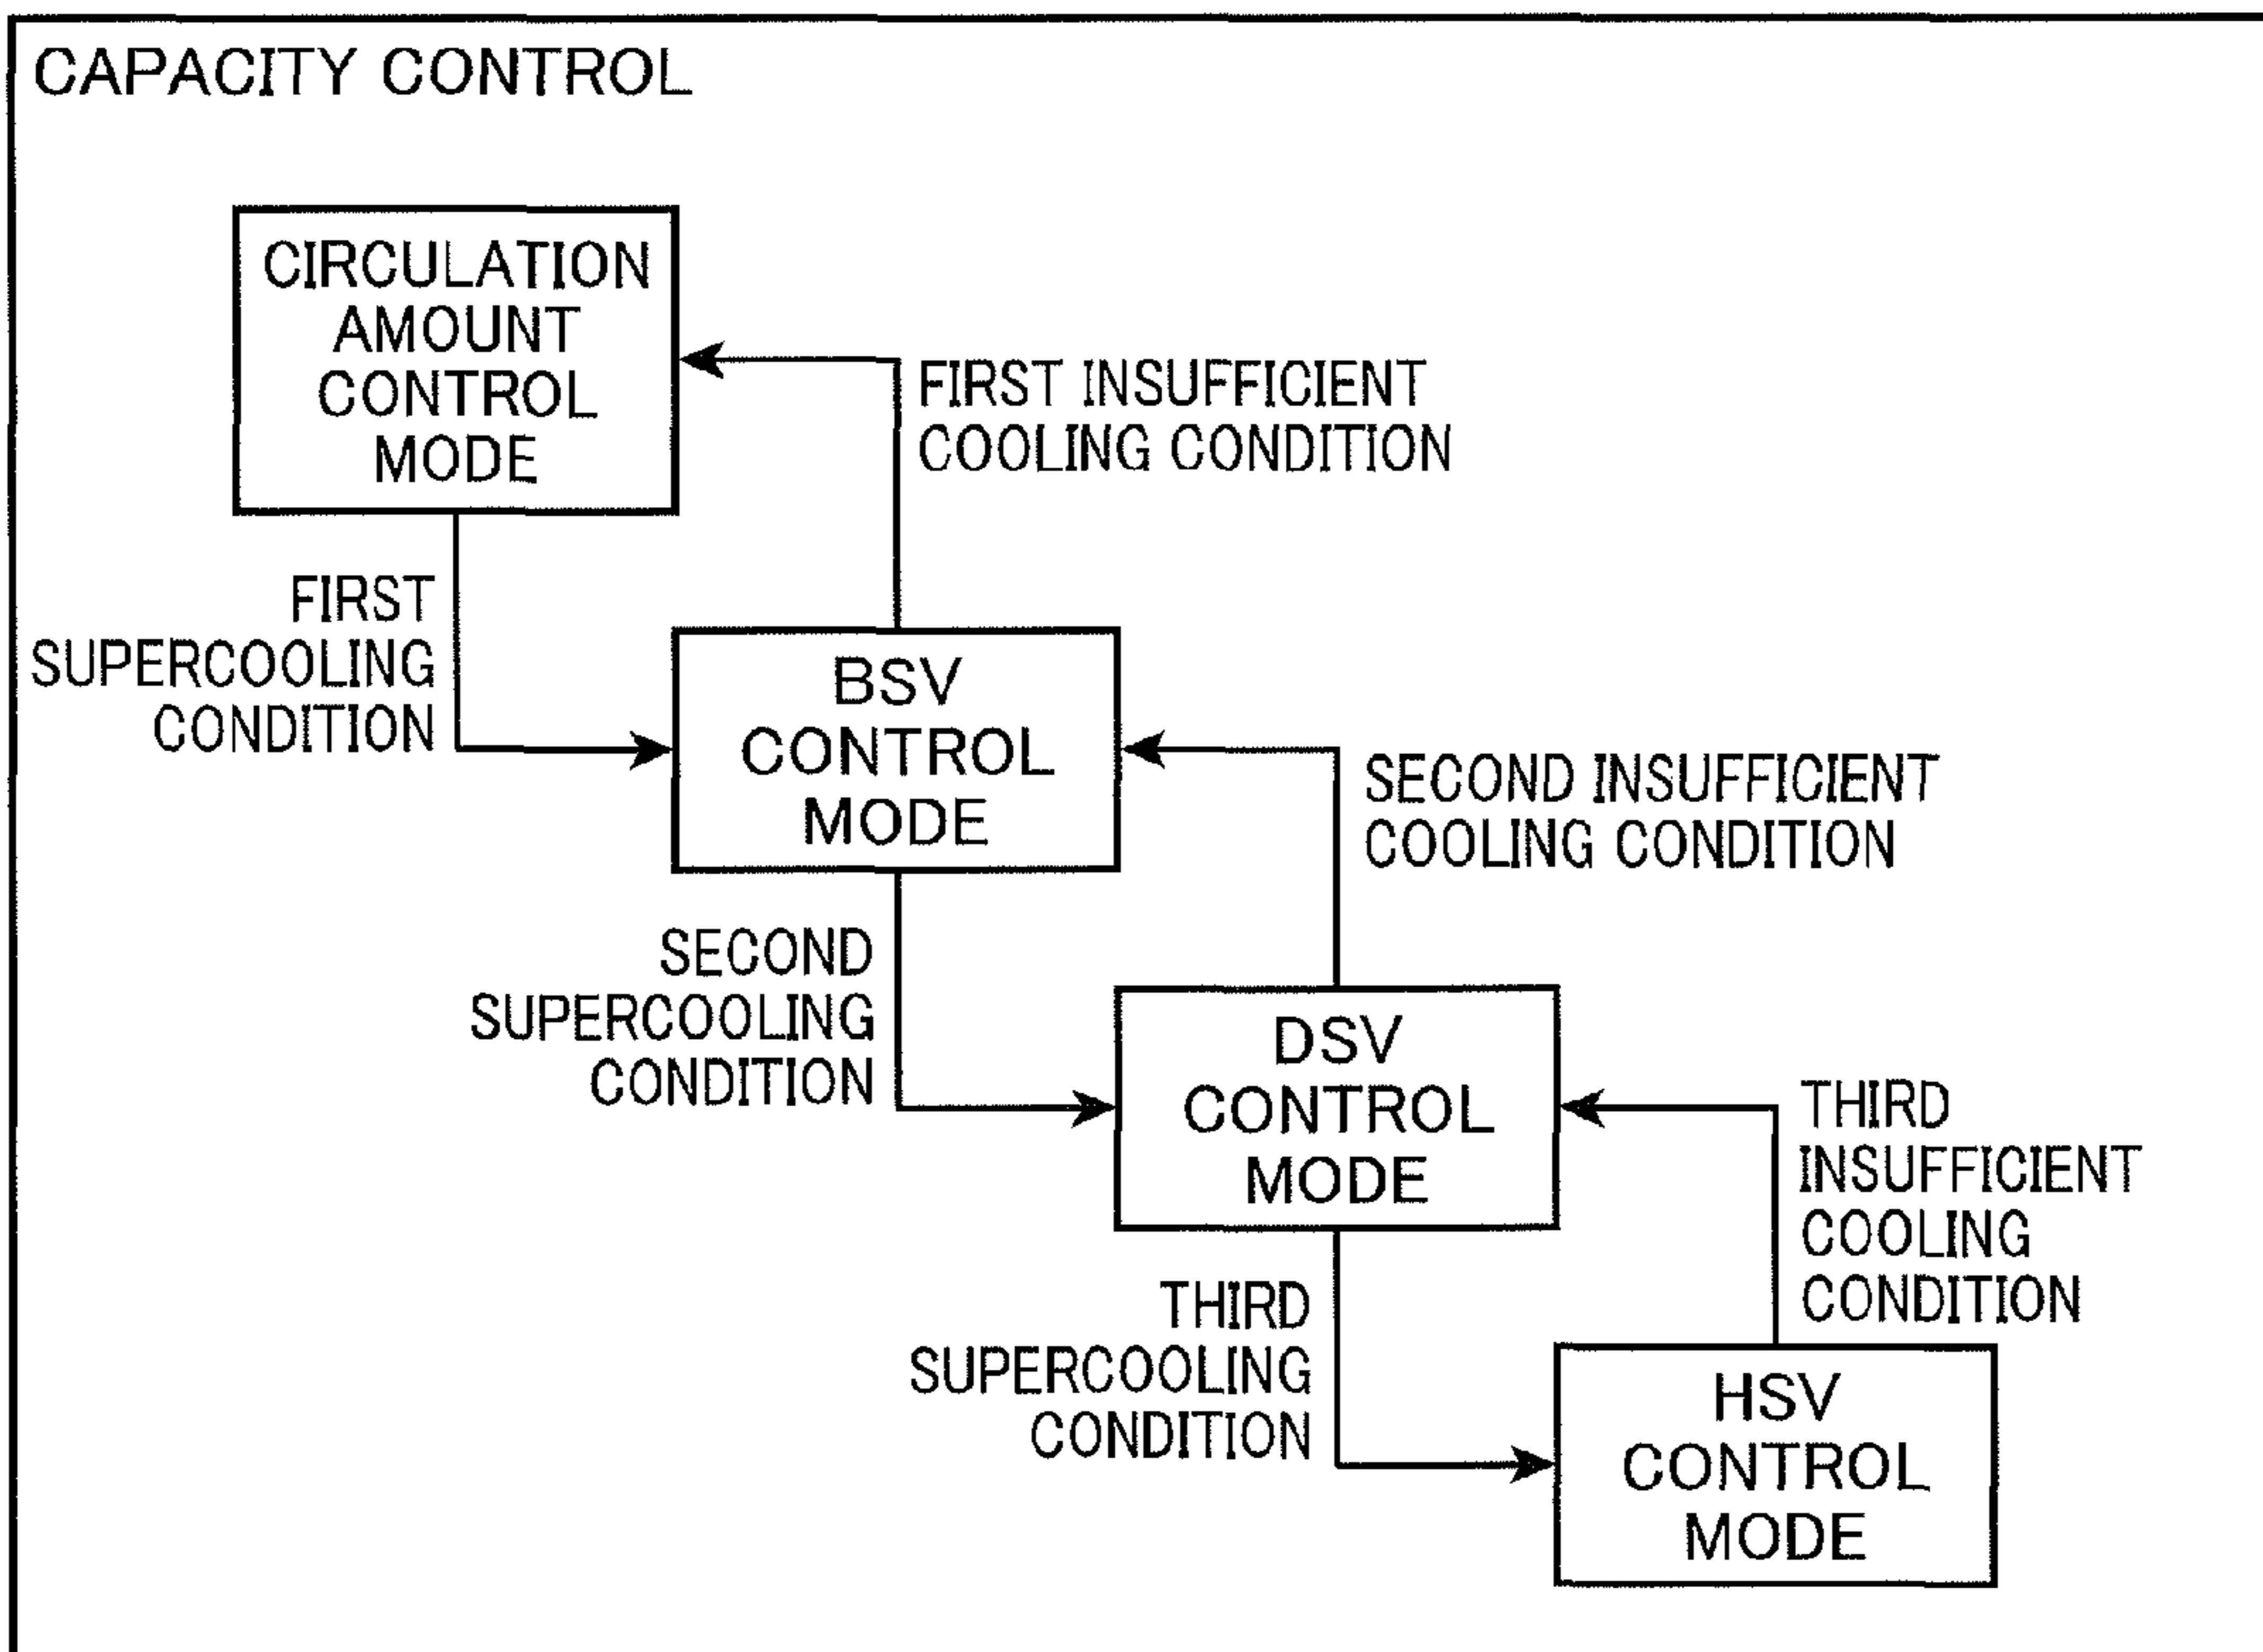 CAPACITY CONTROL
CIRCULATION
AMOUNT
CONTROL
MODE
FIRST INSUFFICIENT
COOLING CONDITION
FIRST
SUPERCOOLING
CONDITION
BSV
CONTROL
MODE
SECOND INSUFFICIENT
COOLING CONDITION
SECOND
SUPERCOOLING
CONDITION
DSV
CONTROL
MODE
THIRD
INSUFFICIENT
COOLING
CONDITION
THIRD
SUPERCOOLING
CONDITION
HSV
CONTROL
MODE